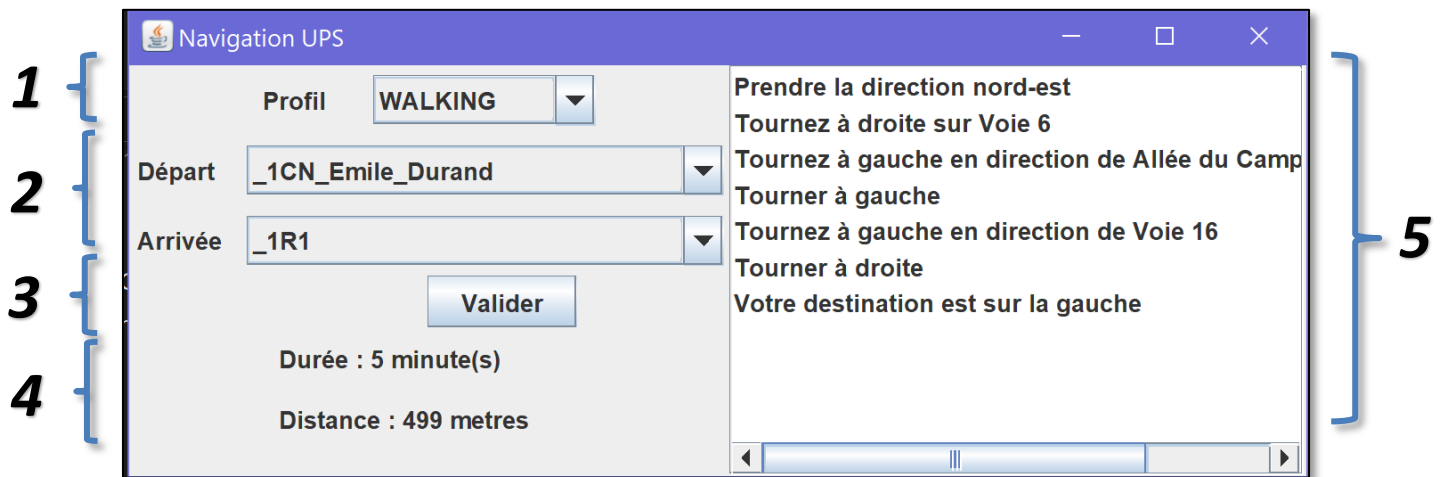 Navigation UPS
1
Profil WALKING
2
Départ _1CN_Emile_Durand
Arrivée _1R1
3
Valider
4
Durée : 5 minute(s)
Distance : 499 metres
Prendre la direction nord-est
Tournez à droite sur Voie 6
Tournez à gauche en direction de Allée du Camp
Tourner à gauche
Tournez à gauche en direction de Voie 16
Tourner à droite
Votre destination est sur la gauche
5